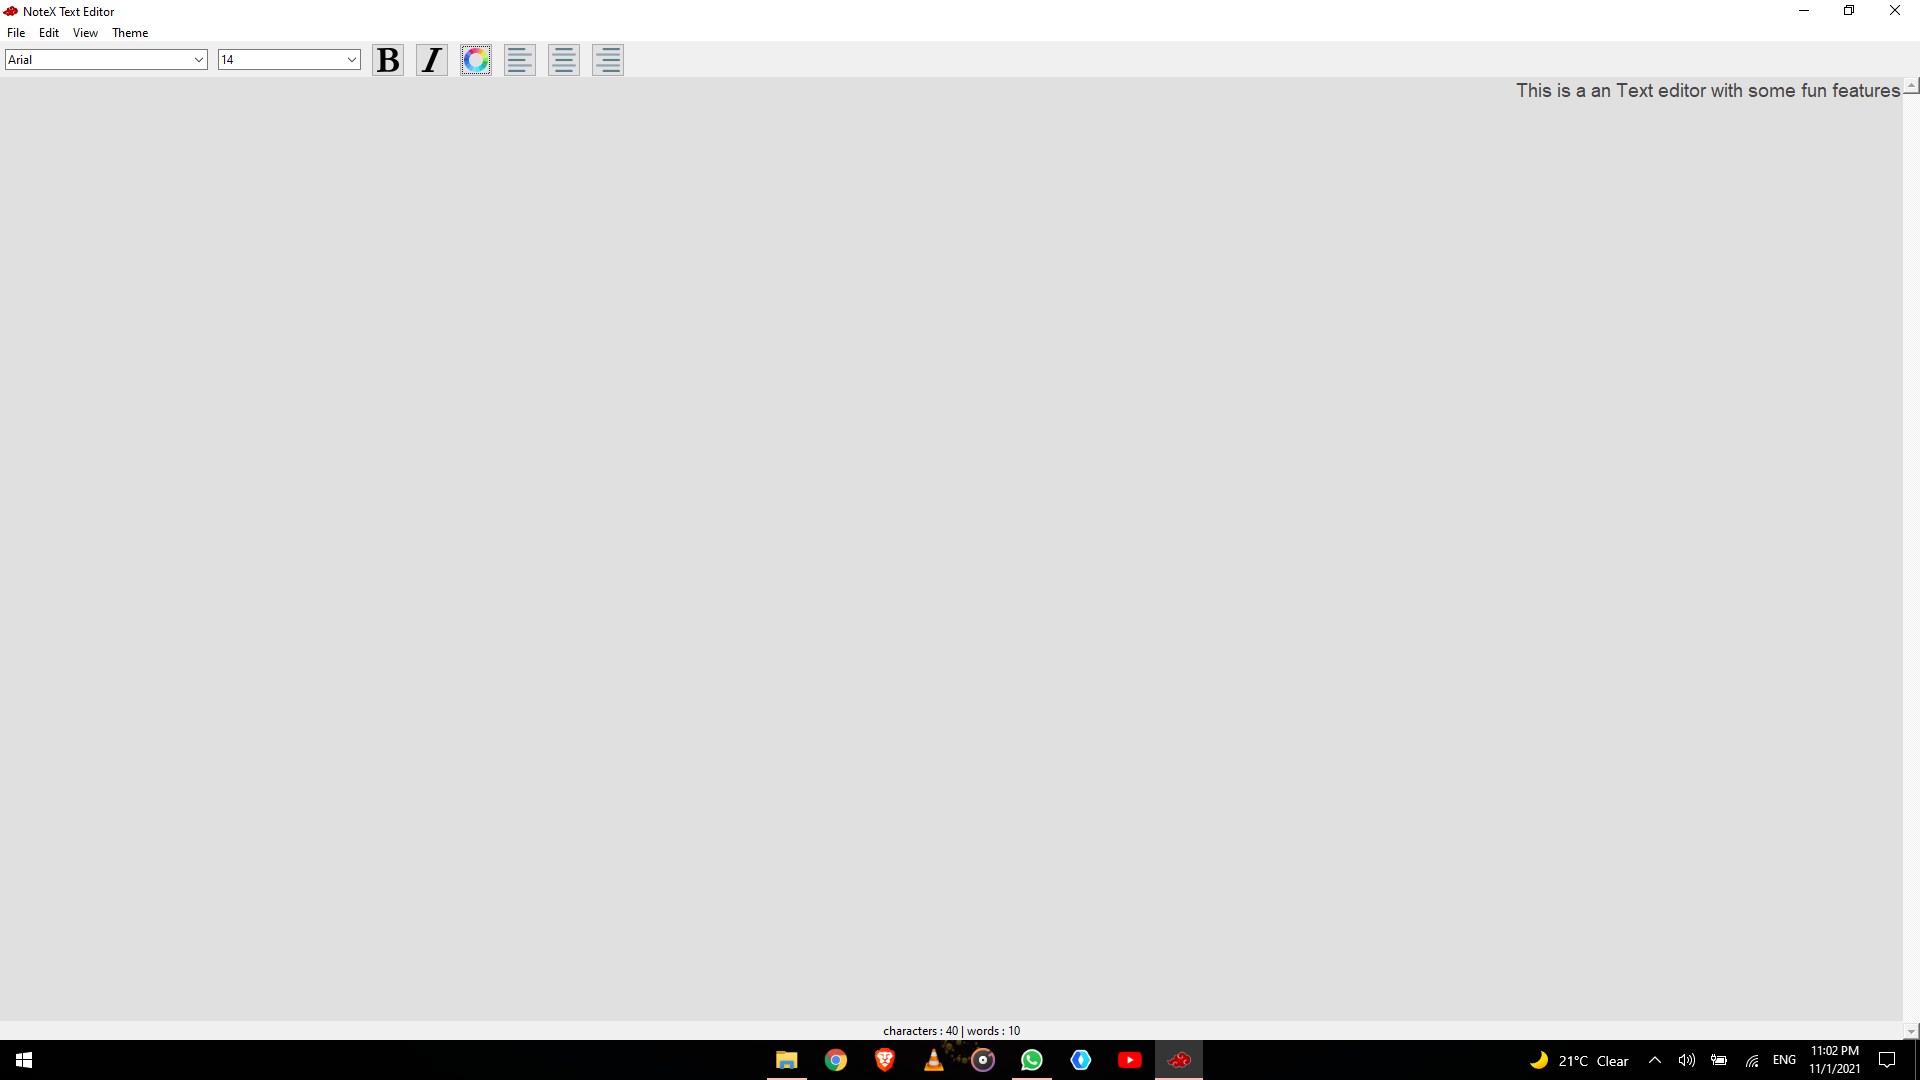 NoteX Text Editor
File Edit View Theme
Arial 14 B I
This is a an Text editor with some fun features
characters : 40 | words : 10
21°C Clear ENG 11:02 PM
11/1/2021